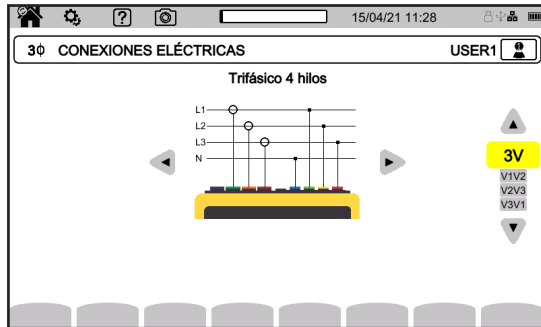 15/04/21 11:28
3ϕ CONEXIONES ELÉCTRICAS USER1
Trifásico 4 hilos
L1
L2
L3
N
3V
V1V2
V2V3
V3V1